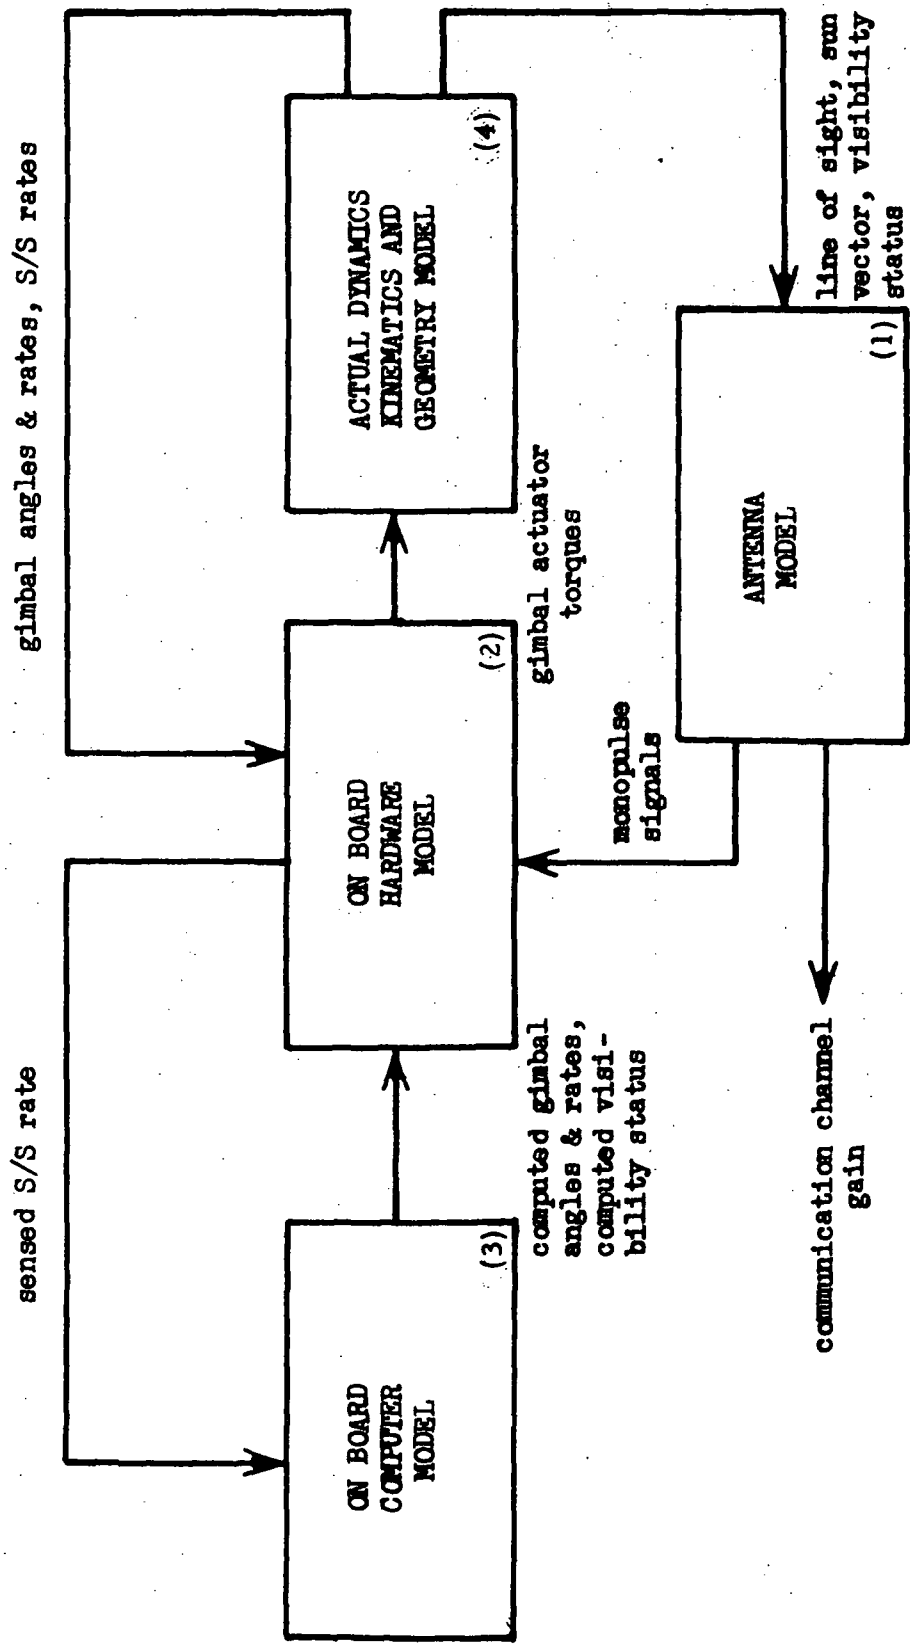 sensed S/S rate
gimbal angles & rates, S/S rates
ON BOARD
COMPUTER
MODEL
(3)
ON BOARD
HARDWARE
MODEL
(2)
ACTUAL DYNAMICS
KINEMATICS AND
GEOMETRY MODEL
(4)
computed gimbal
angles & rates,
computed visi-
bility status
gimbal actuator
torques
monopulse
signals
ANTENNA
MODEL
(1)
line of sight, sun
vector, visibility
status
communication channel
gain